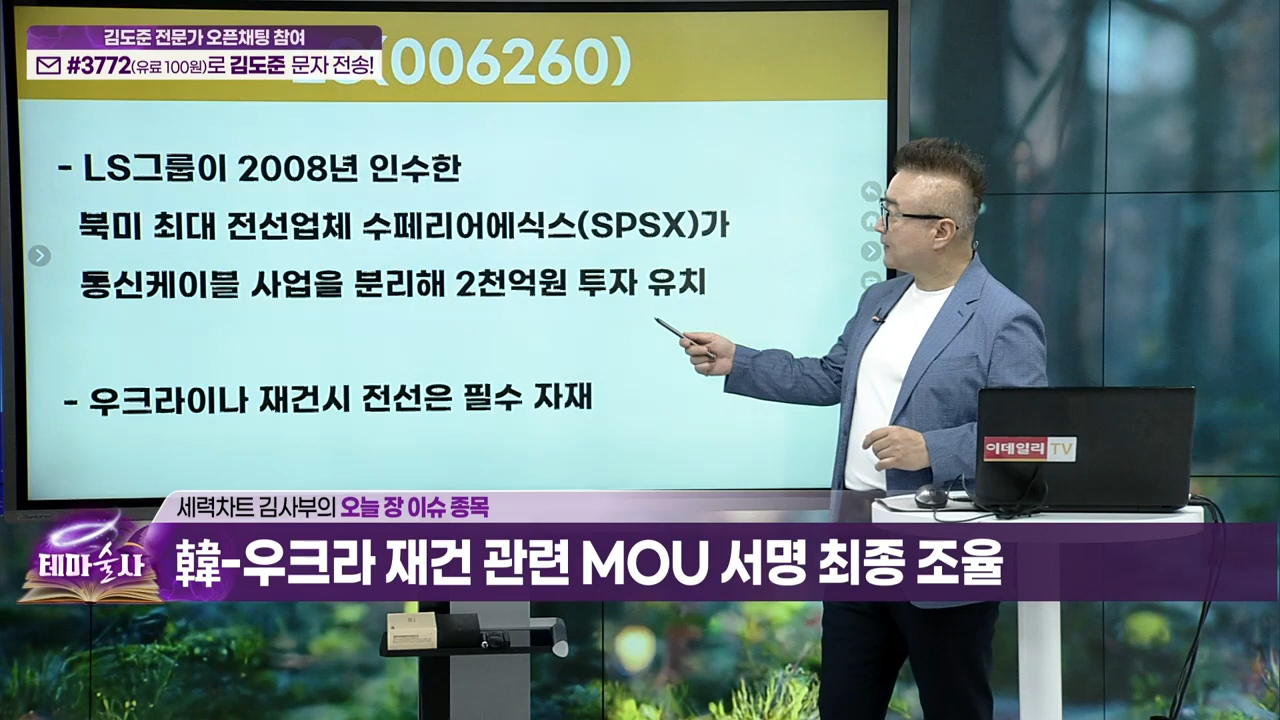 김도준 전문가 오픈채팅 참여
#3772(유료 100원)로 김도준 문자 전송!
(006260)
- LS그룹이 2008년 인수한
북미 최대 전선업체 수페리어에식스(SPSX)가
통신케이블 사업을 분리해 2천억원 투자 유치
- 우크라이나 재건시 전선은 필수 자재
이데일리 TV
세력차트 김사부의 오늘 장 이슈 종목
테마술사
韓-우크라 재건 관련 MOU 서명 최종 조율